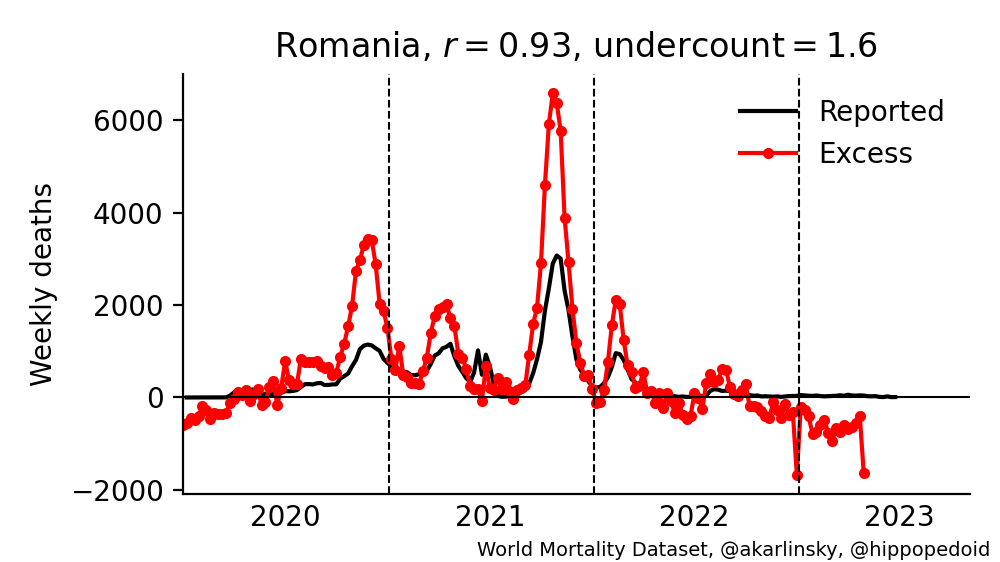 Romania, r = 0.93, undercount = 1.6
Weekly deaths
6000
4000
2000
0
−2000
Reported
Excess
2020 2021 2022 2023
World Mortality Dataset, @akarlinsky, @hippopedoid